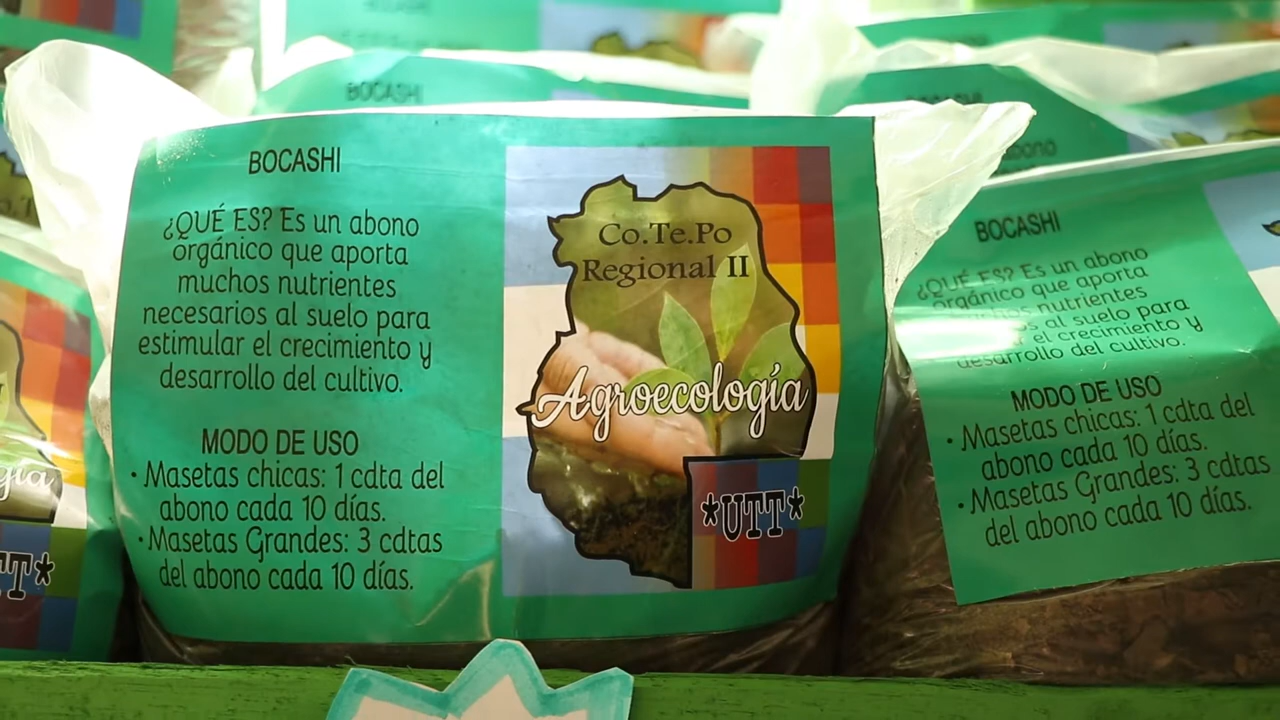 BOCASHI
BOCASHI
¿QUÉ ES? Es un abono
orgánico que aporta
muchos nutrientes
necesarios al suelo para
estimular el crecimiento y
desarrollo del cultivo.
MODO DE USO
• Masetas chicas: 1 cdta del
abono cada 10 días.
• Masetas Grandes: 3 cdtas
del abono cada 10 días.
Co.Te.Po
Regional II
Agroecología
*UTT*
BOCASHI
¿QUÉ ES? Es un abono
orgánico que aporta
nutrientes
al suelo para
el crecimiento y
desarrollo del cultivo.
MODO DE USO
• Masetas chicas: 1 cdta del
abono cada 10 días.
• Masetas Grandes: 3 cdtas
del abono cada 10 días.